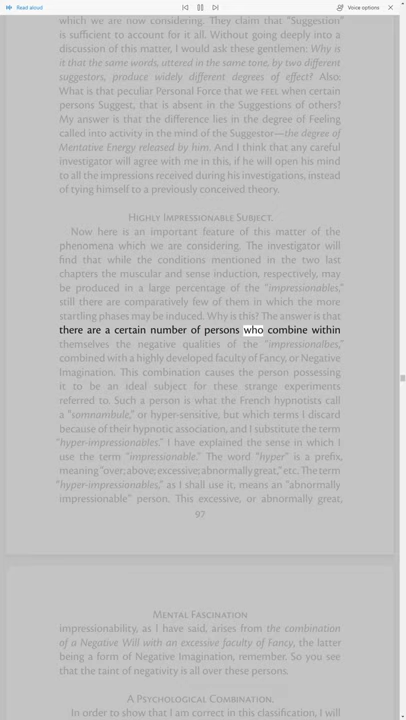 Read aloud
Voice options
which we are now considering. They claim that "Suggestion"
is sufficient to account for it all. Without going deeply into a
discussion of this matter, I would ask these gentlemen: Why is
it that the same words, uttered in the same tone, by two different
suggestors, produce widely different degrees of effect? Also:
What is that peculiar Personal Force that we FEEL when certain
persons Suggest, that is absent in the Suggestions of others?
My answer is that the difference lies in the degree of Feeling
called into activity in the mind of the Suggestor—the degree of
Mentative Energy released by him. And I think that any careful
investigator will agree with me in this, if he will open his mind
to all the impressions received during his investigations, instead
of tying himself to a previously conceived theory.
HIGHLY IMPRESSIONABLE SUBJECT.
Now here is an important feature of this matter of the
phenomena which we are considering. The investigator will
find that while the conditions mentioned in the two last
chapters the muscular and sense induction, respectively, may
be produced in a large percentage of the "impressionables,"
still there are comparatively few of them in which the more
startling phases may be induced. Why is this? The answer is that
there are a certain number of persons who combine within
themselves the negative qualities of the "impressionalbes,"
combined with a highly developed faculty of Fancy, or Negative
Imagination. This combination causes the person possessing
it to be an ideal subject for these strange experiments
referred to. Such a person is what the French hypnotists call
a "somnambule," or hyper-sensitive, but which terms I discard
because of their hypnotic association, and I substitute the term
"hyper-impressionables." I have explained the sense in which I
use the term "impressionable." The word "hyper" is a prefix,
meaning "over; above; excessive; abnormally great," etc. The term
"hyper-impressionables," as I shall use it, means an "abnormally
impressionable" person. This excessive, or abnormally great,
97
MENTAL FASCINATION
impressionability, as I have said, arises from the combination
of a Negative Will with an excessive faculty of Fancy, the latter
being a form of Negative Imagination, remember. So you see
that the taint of negativity is all over these persons.
A PSYCHOLOGICAL COMBINATION.
In order to show that I am correct in this classification, I will